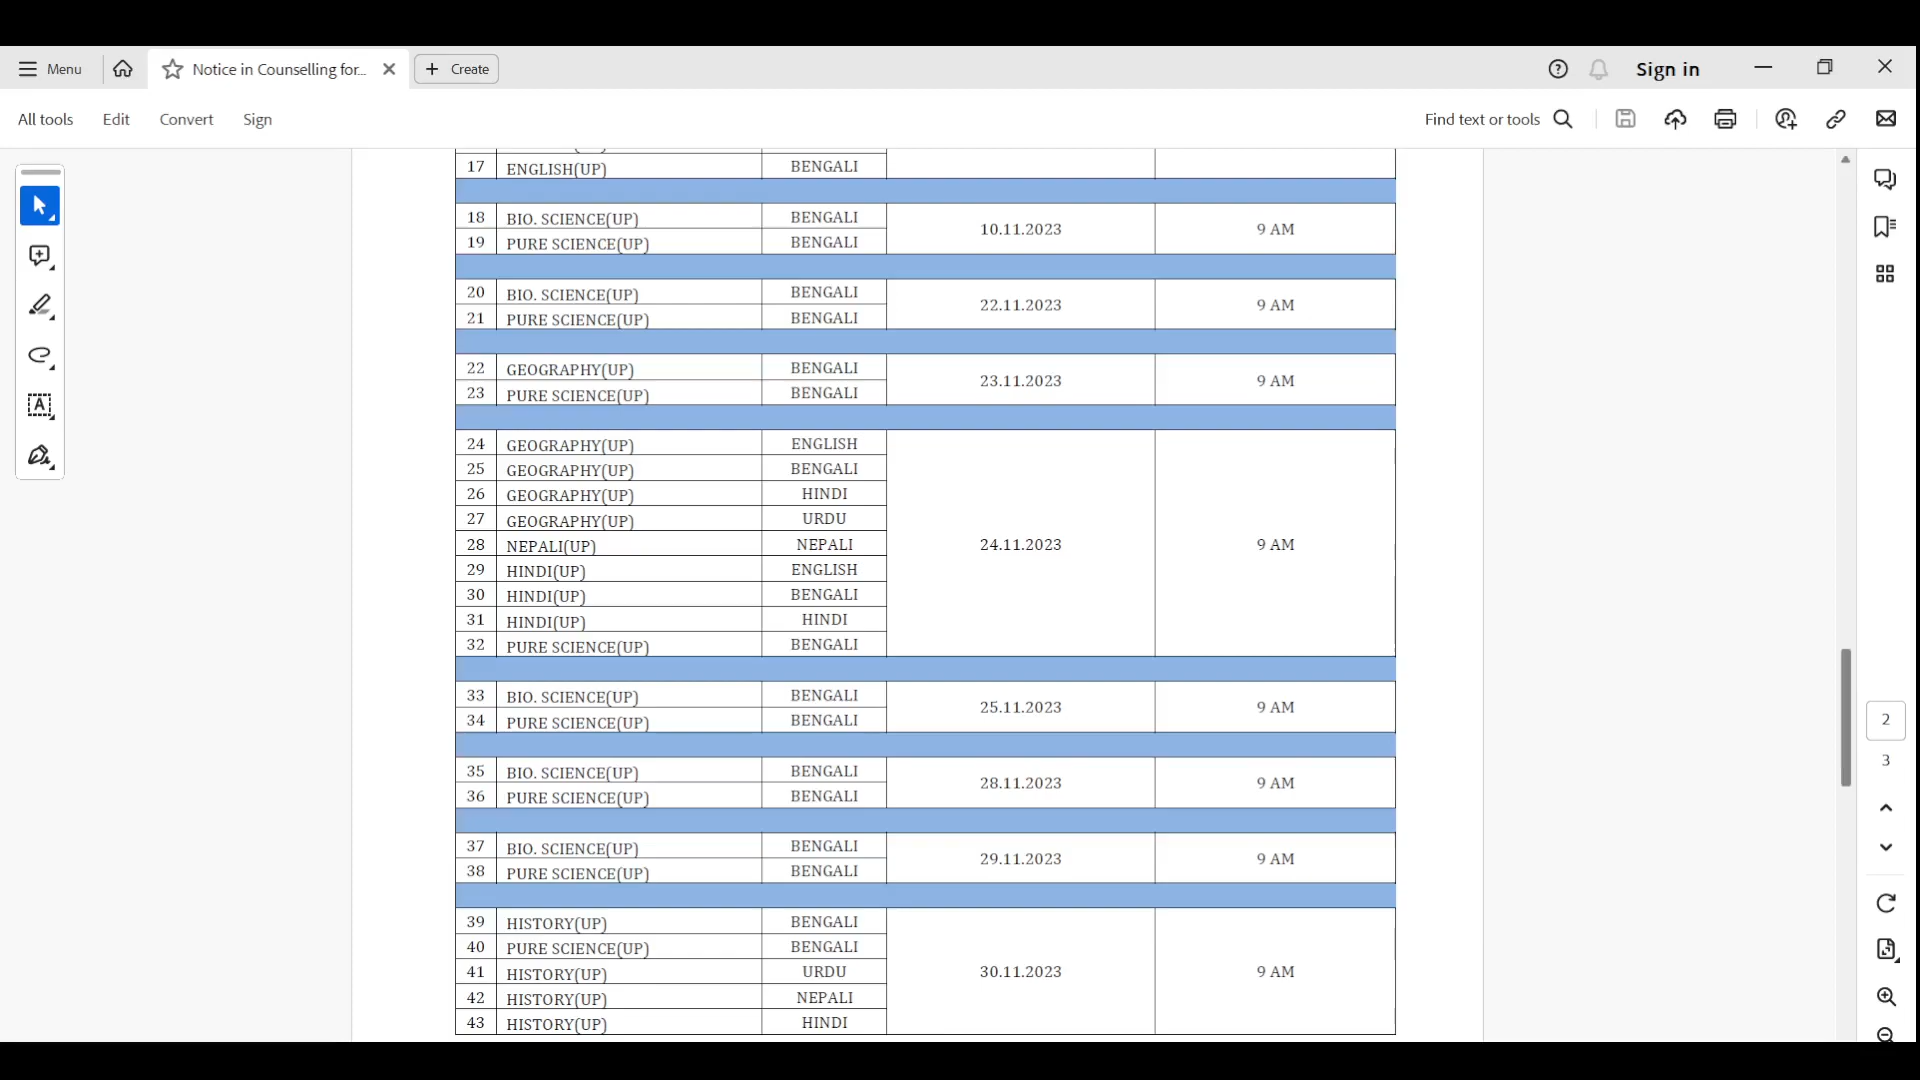 Menu
Notice in Counselling for...
Create
Sign in
All tools Edit Convert Sign
Find text or tools
17 ENGLISH(UP) BENGALI
18 BIO. SCIENCE(UP) BENGALI 10.11.2023 9 AM
19 PURE SCIENCE(UP) BENGALI
20 BIO. SCIENCE(UP) BENGALI 22.11.2023 9 AM
21 PURE SCIENCE(UP) BENGALI
22 GEOGRAPHY(UP) BENGALI 23.11.2023 9 AM
23 PURE SCIENCE(UP) BENGALI
24 GEOGRAPHY(UP) ENGLISH
25 GEOGRAPHY(UP) BENGALI
26 GEOGRAPHY(UP) HINDI
27 GEOGRAPHY(UP) URDU
28 NEPALI(UP) NEPALI 24.11.2023 9 AM
29 HINDI(UP) ENGLISH
30 HINDI(UP) BENGALI
31 HINDI(UP) HINDI
32 PURE SCIENCE(UP) BENGALI
33 BIO. SCIENCE(UP) BENGALI 25.11.2023 9 AM
34 PURE SCIENCE(UP) BENGALI
35 BIO. SCIENCE(UP) BENGALI 28.11.2023 9 AM
36 PURE SCIENCE(UP) BENGALI
37 BIO. SCIENCE(UP) BENGALI 29.11.2023 9 AM
38 PURE SCIENCE(UP) BENGALI
39 HISTORY(UP) BENGALI
40 PURE SCIENCE(UP) BENGALI
41 HISTORY(UP) URDU 30.11.2023 9 AM
42 HISTORY(UP) NEPALI
43 HISTORY(UP) HINDI
2
3